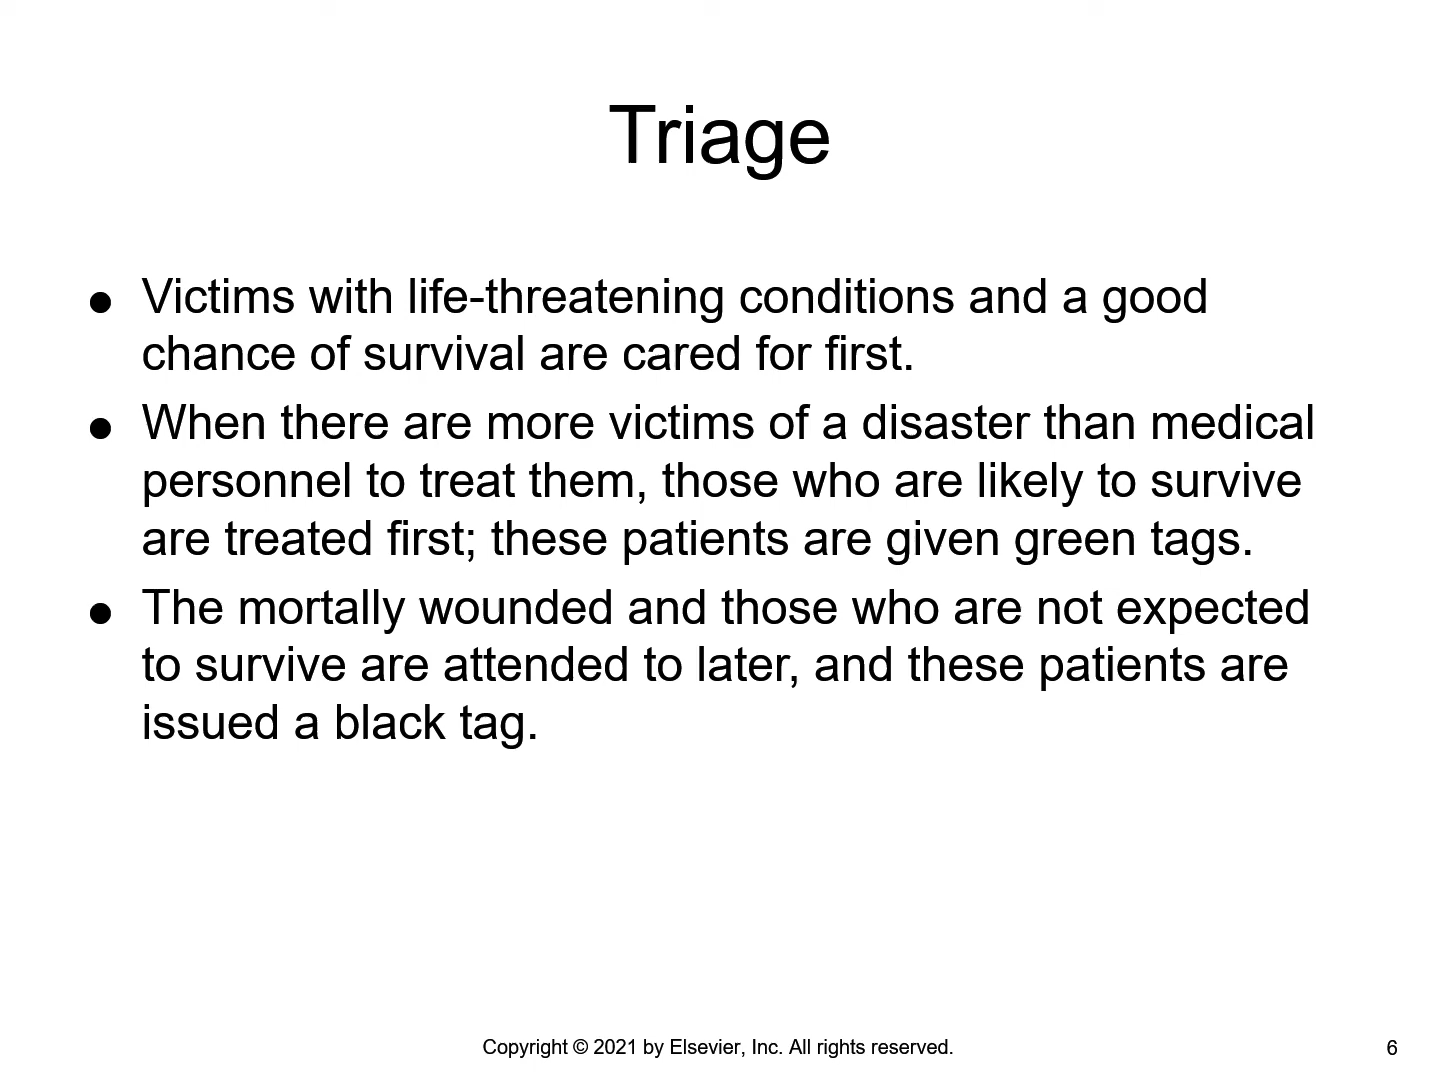 Triage
● Victims with life-threatening conditions and a good
chance of survival are cared for first.
● When there are more victims of a disaster than medical
personnel to treat them, those who are likely to survive
are treated first; these patients are given green tags.
● The mortally wounded and those who are not expected
to survive are attended to later, and these patients are
issued a black tag.
Copyright © 2021 by Elsevier, Inc. All rights reserved.
6